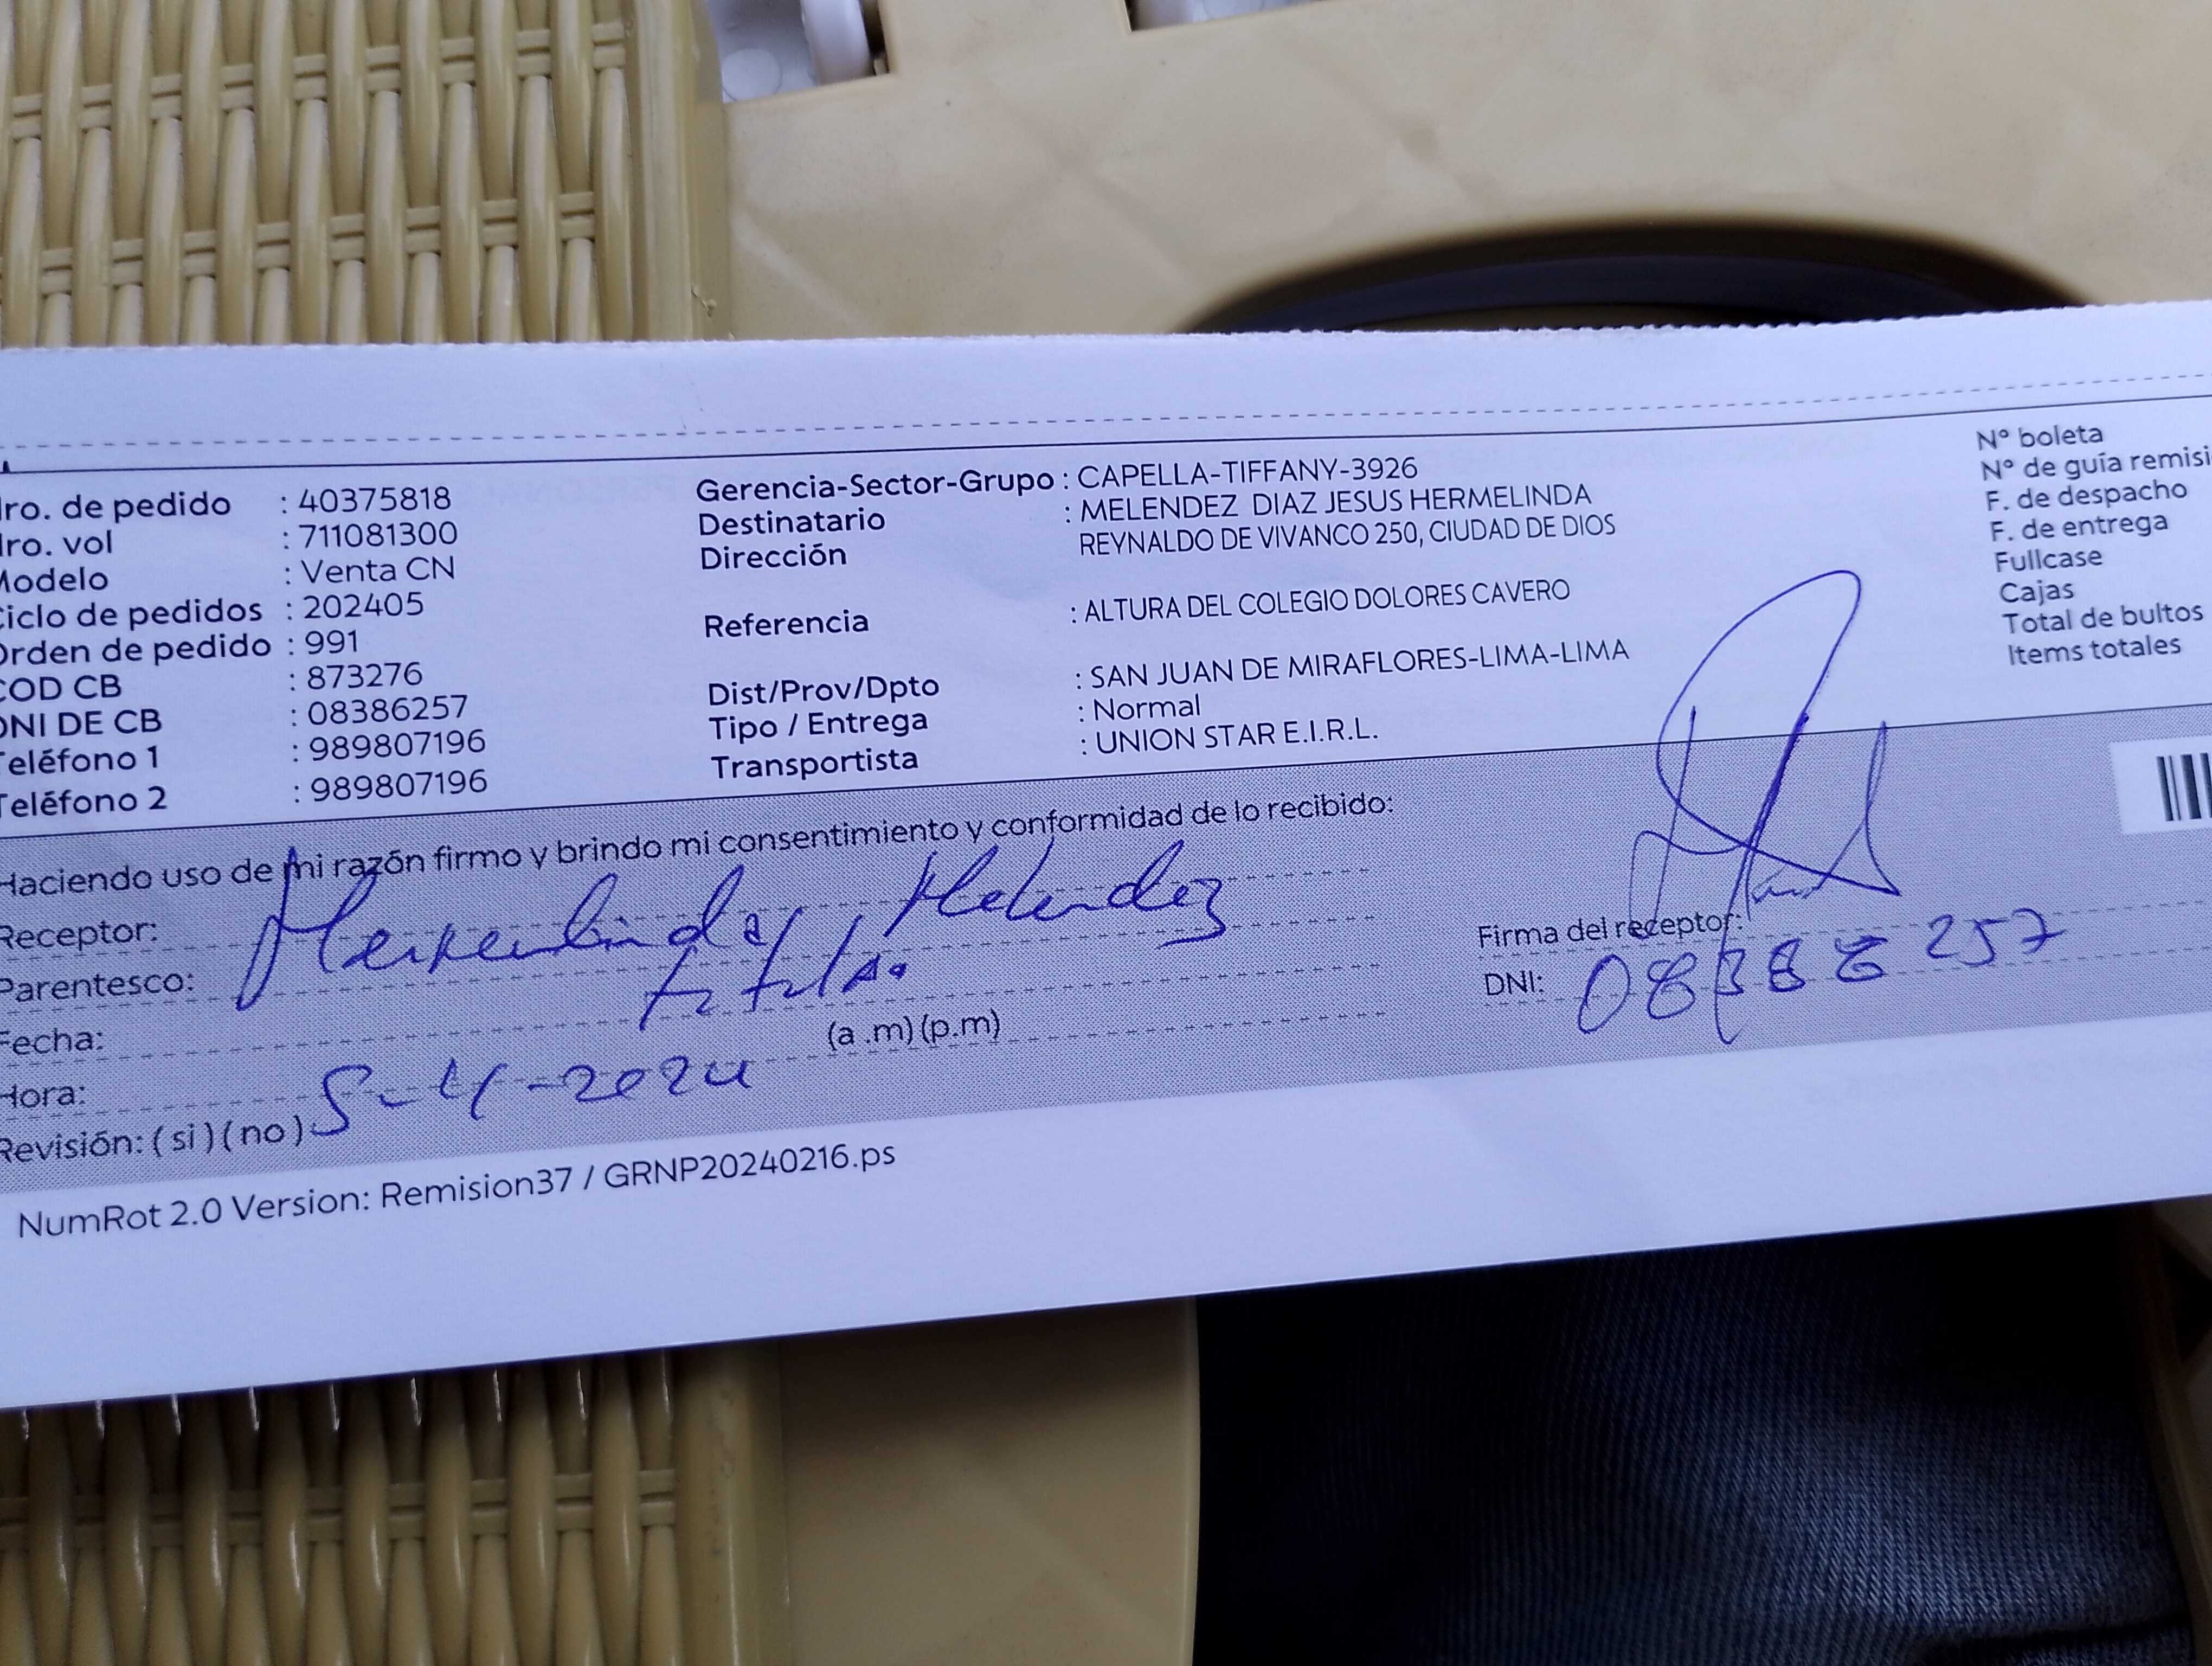 Nro. de pedido : 40375818
Nro. vol : 711081300
Modelo : Venta CN
Ciclo de pedidos : 202405
Orden de pedido : 991
COD CB : 873276
DNI DE CB : 08386257
Teléfono 1 : 989807196
Teléfono 2 : 989807196
Gerencia-Sector-Grupo : CAPELLA-TIFFANY-3926
Destinatario : MELENDEZ DIAZ JESUS HERMELINDA
Dirección REYNALDO DE VIVANCO 250, CIUDAD DE DIOS
Referencia : ALTURA DEL COLEGIO DOLORES CAVERO
Dist/Prov/Dpto : SAN JUAN DE MIRAFLORES-LIMA-LIMA
Tipo / Entrega : Normal
Transportista : UNION STAR E.I.R.L.
N° boleta
N° de guía remisi
F. de despacho
F. de entrega
Fullcase
Cajas
Total de bultos
Items totales
Haciendo uso de mi razón firmo y brindo mi consentimiento y conformidad de lo recibido:
Receptor: Hermelinda Melendez
Parentesco: titular
Fecha: 5-4-2024
Hora: (a .m) (p.m)
Revisión: ( si ) ( no )
Firma del receptor:
DNI: 08386257
NumRot 2.0 Version: Remision37 / GRNP20240216.ps